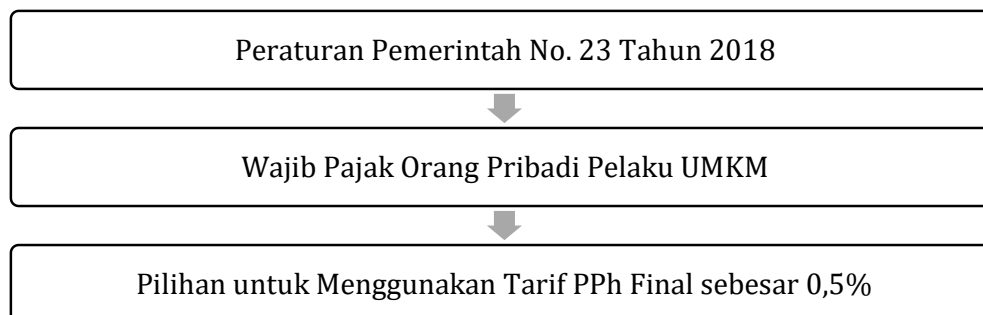 Peraturan Pemerintah No. 23 Tahun 2018
Wajib Pajak Orang Pribadi Pelaku UMKM
Pilihan untuk Menggunakan Tarif PPh Final sebesar 0,5%